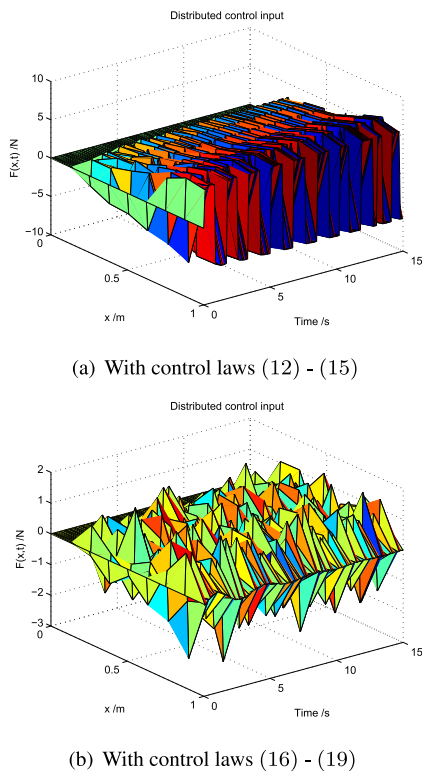 Distributed control input
10
5
0
−5
−10
F(x,t) /N
0
0.5
1
x /m
0
5
10
15
Time /s
(a) With control laws (12) - (15)
Distributed control input
2
1
0
−1
−2
−3
F(x,t) /N
0
0.5
1
x /m
0
5
10
15
Time /s
(b) With control laws (16) - (19)